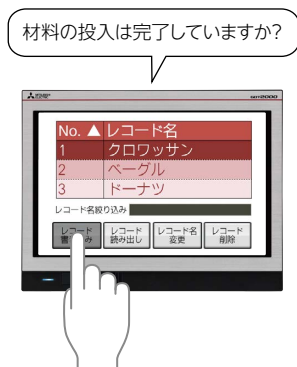 材料の投入は完了していますか?
MITSUBISHI
ELECTRIC
GOT2000
No. ▲ レコード名
1 クロワッサン
2 ベーグル
3 ドーナツ
レコード名絞り込み
レコード レコード レコード名 レコード
読み出し 変更 削除